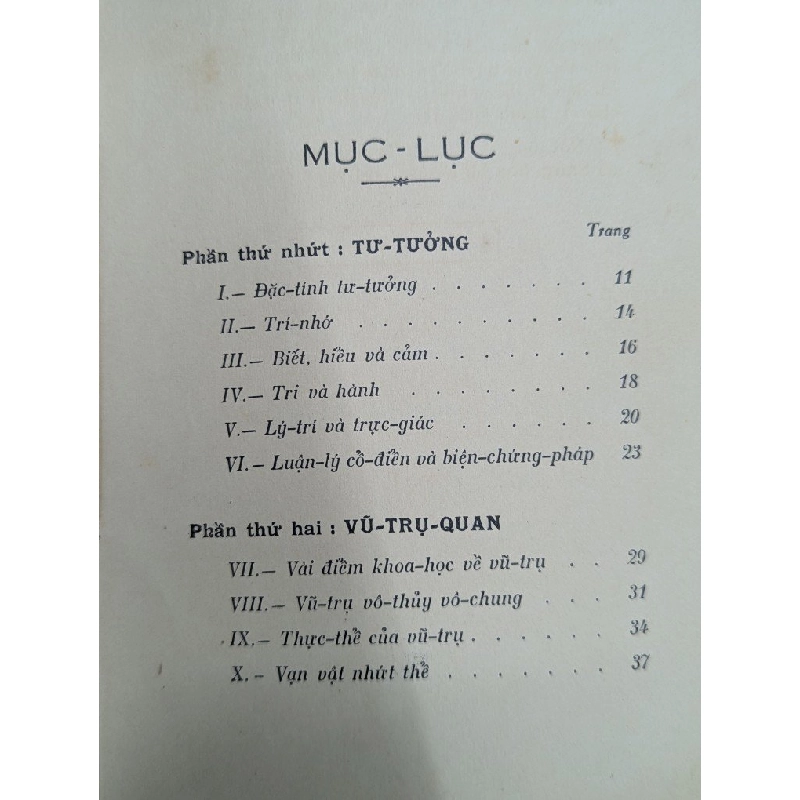 MỤC - LỤC
Trang
Phần thứ nhứt : TƯ-TƯỞNG
I.— Đặc-tính tư-tưởng . . . . . . . 11
II.— Trí-nhớ . . . . . . . . . . 14
III.— Biết, hiểu và cảm . . . . . . . 16
IV.— Tri và hành . . . . . . . . 18
V.— Lý-trí và trực-giác . . . . . . 20
VI.— Luận-lý cổ-điển và biện-chứng-pháp 23
Phần thứ hai : VŨ-TRỤ-QUAN
VII.— Vài điểm khoa-học về vũ-trụ . . 29
VIII.— Vũ-trụ vô-thủy vô-chung . . . 31
IX.— Thực-thể của vũ-trụ . . . . . . 34
X.— Vạn vật nhứt thể . . . . . . . 37